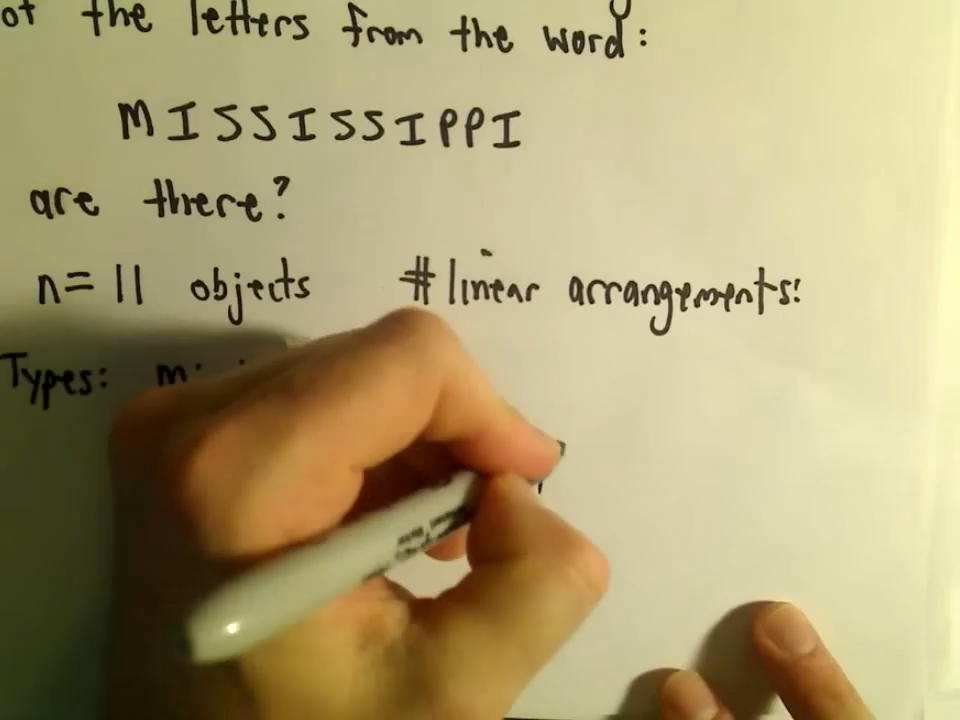 of the letters from the word:
MISSISSIPPI
are there?
n=11 objects #linear arrangements:
Types: m: